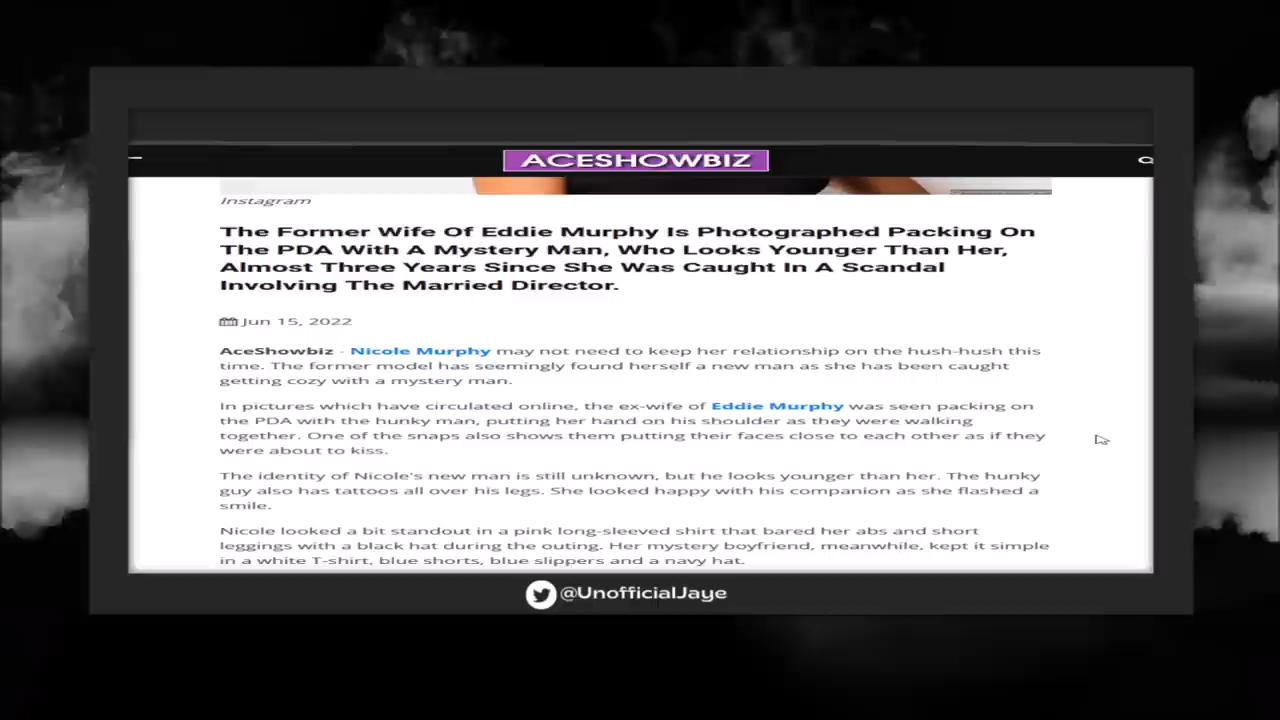 ACESHOWBIZ
Instagram
The Former Wife Of Eddie Murphy Is Photographed Packing On
The PDA With A Mystery Man, Who Looks Younger Than Her,
Almost Three Years Since She Was Caught In A Scandal
Involving The Married Director.
Jun 15, 2022
AceShowbiz - Nicole Murphy may not need to keep her relationship on the hush-hush this
time. The former model has seemingly found herself a new man as she has been caught
getting cozy with a mystery man.
In pictures which have circulated online, the ex-wife of Eddie Murphy was seen packing on
the PDA with the hunky man, putting her hand on his shoulder as they were walking
together. One of the snaps also shows them putting their faces close to each other as if they
were about to kiss.
The identity of Nicole's new man is still unknown, but he looks younger than her. The hunky
guy also has tattoos all over his legs. She looked happy with his companion as she flashed a
smile.
Nicole looked a bit standout in a pink long-sleeved shirt that bared her abs and short
leggings with a black hat during the outing. Her mystery boyfriend, meanwhile, kept it simple
in a white T-shirt, blue shorts, blue slippers and a navy hat.
@UnofficialJaye